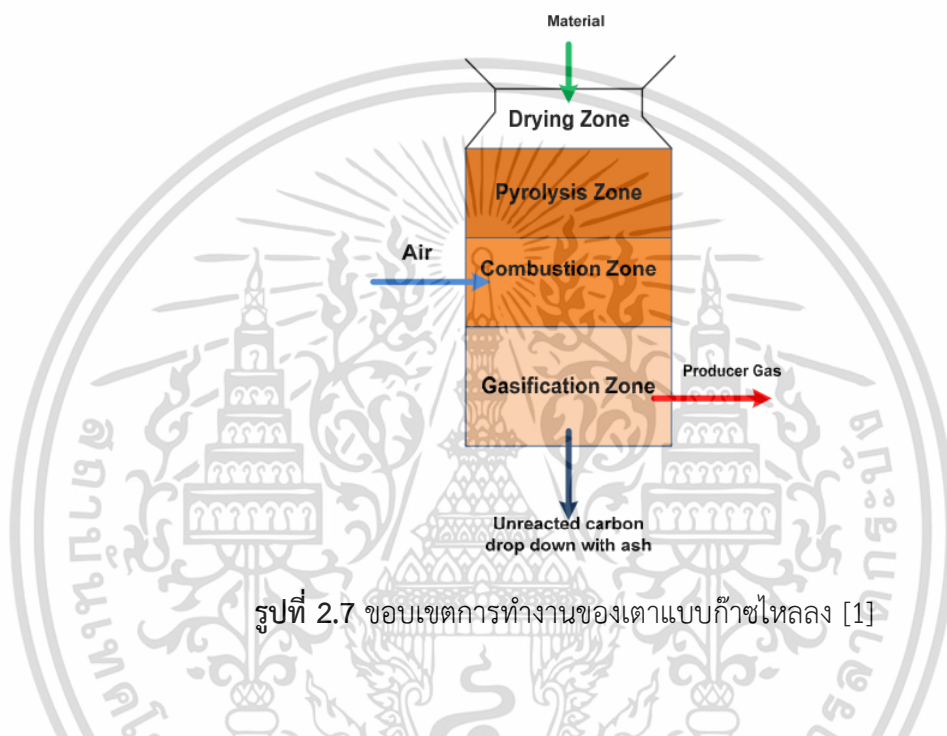 Material
Drying Zone
Pyrolysis Zone
Air
Combustion Zone
Gasification Zone
Producer Gas
Unreacted carbon
drop down with ash
รูปที่ 2.7 ขอบเขตการทำงานของเตาแบบก๊าซไหลลง [1]